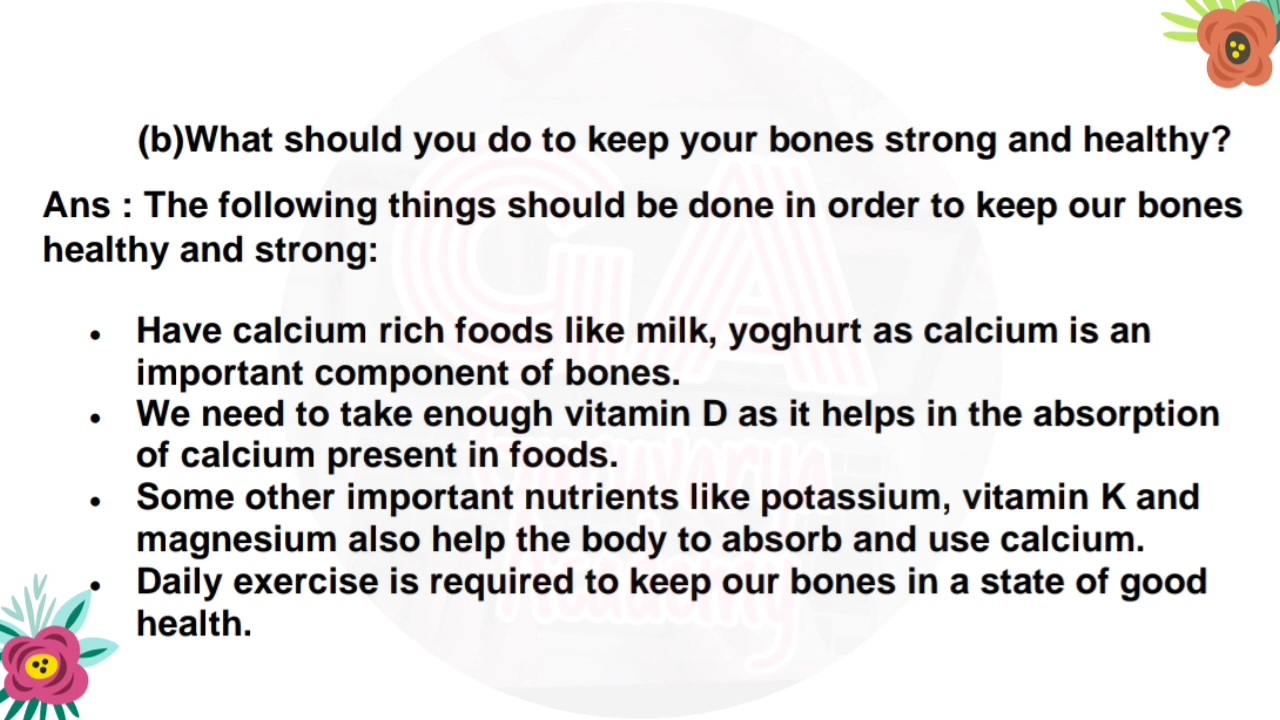 (b)What should you do to keep your bones strong and healthy?
Ans : The following things should be done in order to keep our bones
healthy and strong:
• Have calcium rich foods like milk, yoghurt as calcium is an
important component of bones.
• We need to take enough vitamin D as it helps in the absorption
of calcium present in foods.
• Some other important nutrients like potassium, vitamin K and
magnesium also help the body to absorb and use calcium.
• Daily exercise is required to keep our bones in a state of good
health.
GA
Academy